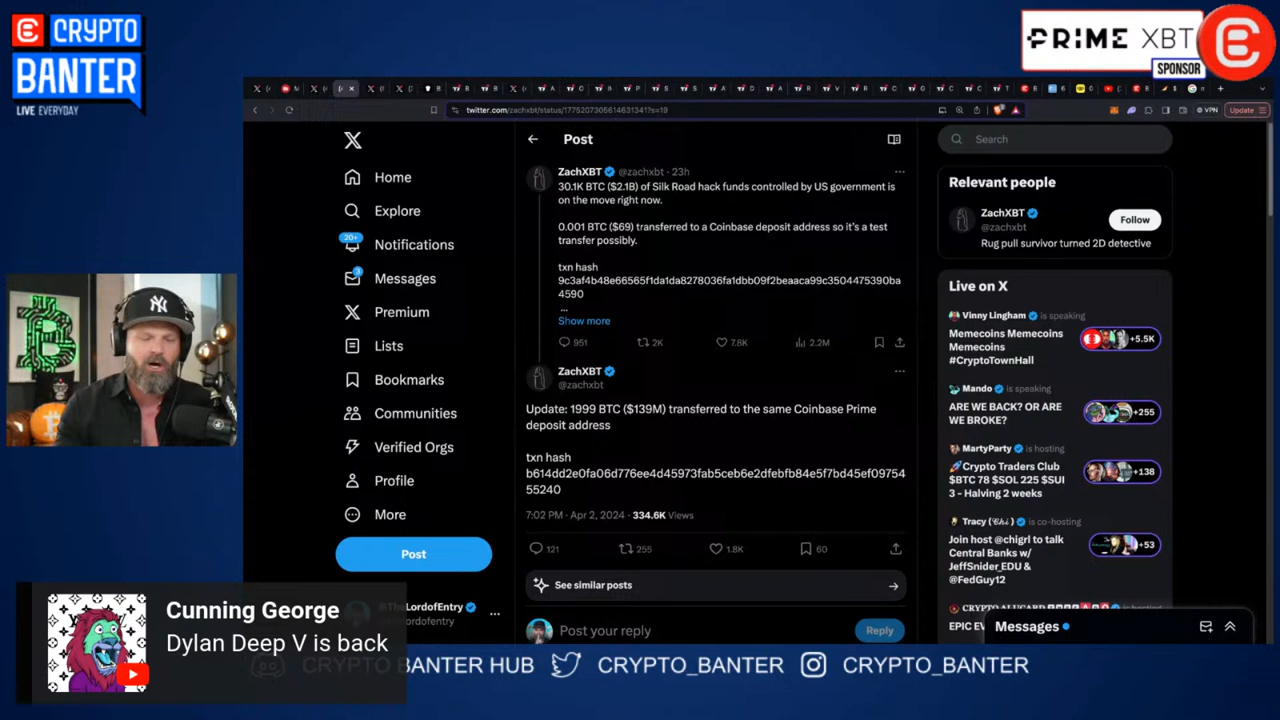 CRYPTO
BANTER
LIVE EVERYDAY
PRIME XBT
SPONSOR
twitter.com/zachxbt/status/1775207305614631341?s=19
VPN
Update
Home
Explore
20+
Notifications
Messages
Premium
Lists
Bookmarks
Communities
Verified Orgs
Profile
More
Post
Post
ZachXBT @zachxbt · 23h
30.1K BTC ($2.1B) of Silk Road hack funds controlled by US government is
on the move right now.
0.001 BTC ($69) transferred to a Coinbase deposit address so it's a test
transfer possibly.
txn hash
9c3af4b48e66565f1da1da8278036fa1dbb09f2beaaca99c3504475390ba
4590
...
Show more
951 2K 7.8K 2.2M
ZachXBT
@zachxbt
Update: 1999 BTC ($139M) transferred to the same Coinbase Prime
deposit address
txn hash
b614dd2e0fa06d776ee4d45973fab5ceb6e2dfebfb84e5f7bd45ef09754
55240
7:02 PM · Apr 2, 2024 · 334.6K Views
121 255 1.8K 60
See similar posts
Post your reply
Reply
Search
Relevant people
ZachXBT
@zachxbt
Follow
Rug pull survivor turned 2D detective
Live on X
Vinny Lingham is speaking
Memecoins Memecoins
Memecoins
#CryptoTownHall
+5.5K
Mando is speaking
ARE WE BACK? OR ARE
WE BROKE?
+255
MartyParty is hosting
🚀Crypto Traders Club
$BTC 78 $SOL 225 $SUI
3 - Halving 2 weeks
+138
Tracy (𝒞𝒽𝒾) is co-hosting
Join host @chigrl to talk
Central Banks w/
JeffSnider_EDU &
@FedGuy12
+53
Messages
Cunning George
Dylan Deep V is back
CRYPTO BANTER HUB CRYPTO_BANTER CRYPTO_BANTER